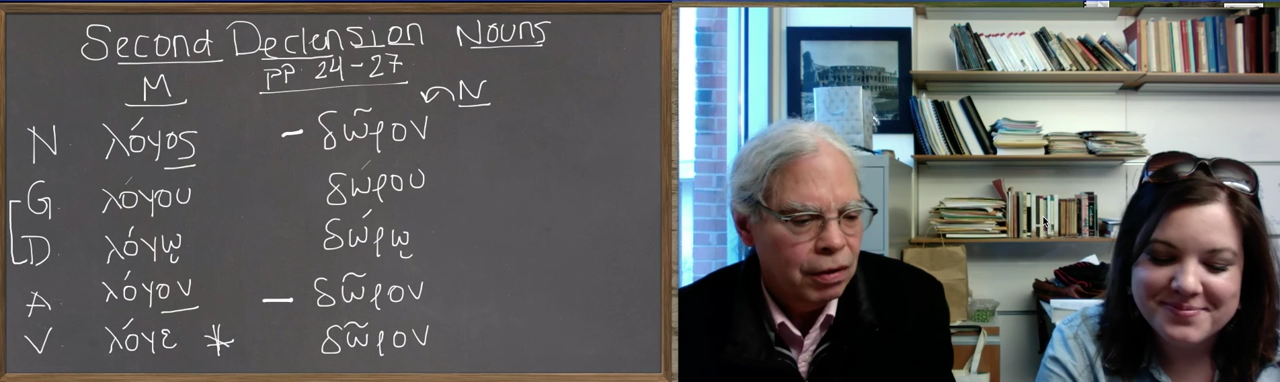 Second Declension Nouns
pp 24-27
M N
N λόγος - δῶρον
G λόγου δώρου
D λόγῳ δώρῳ
A λόγον - δῶρον
V λόγε * δῶρον